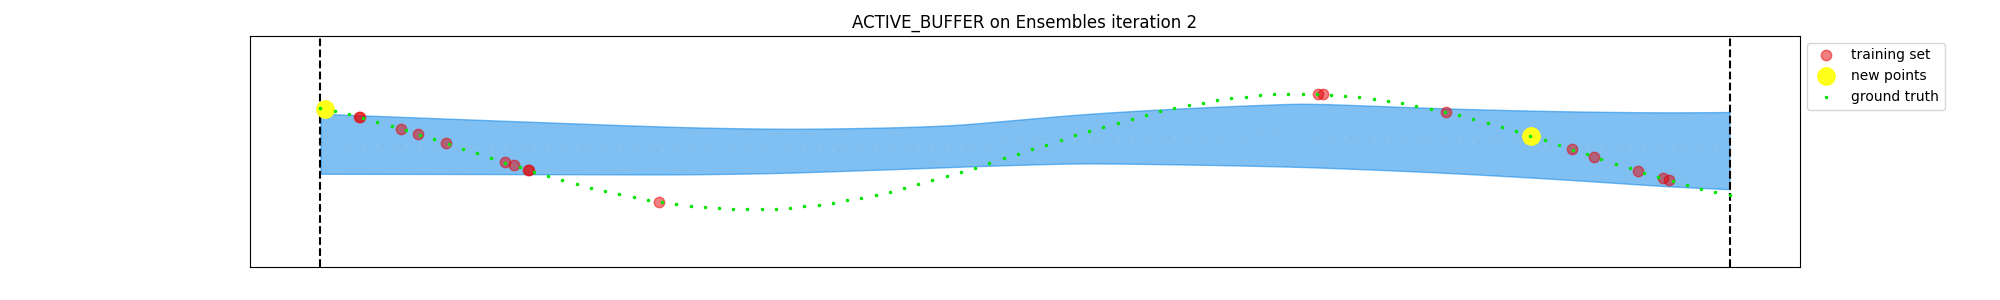 ACTIVE_BUFFER on Ensembles iteration 2
training set
new points
ground truth